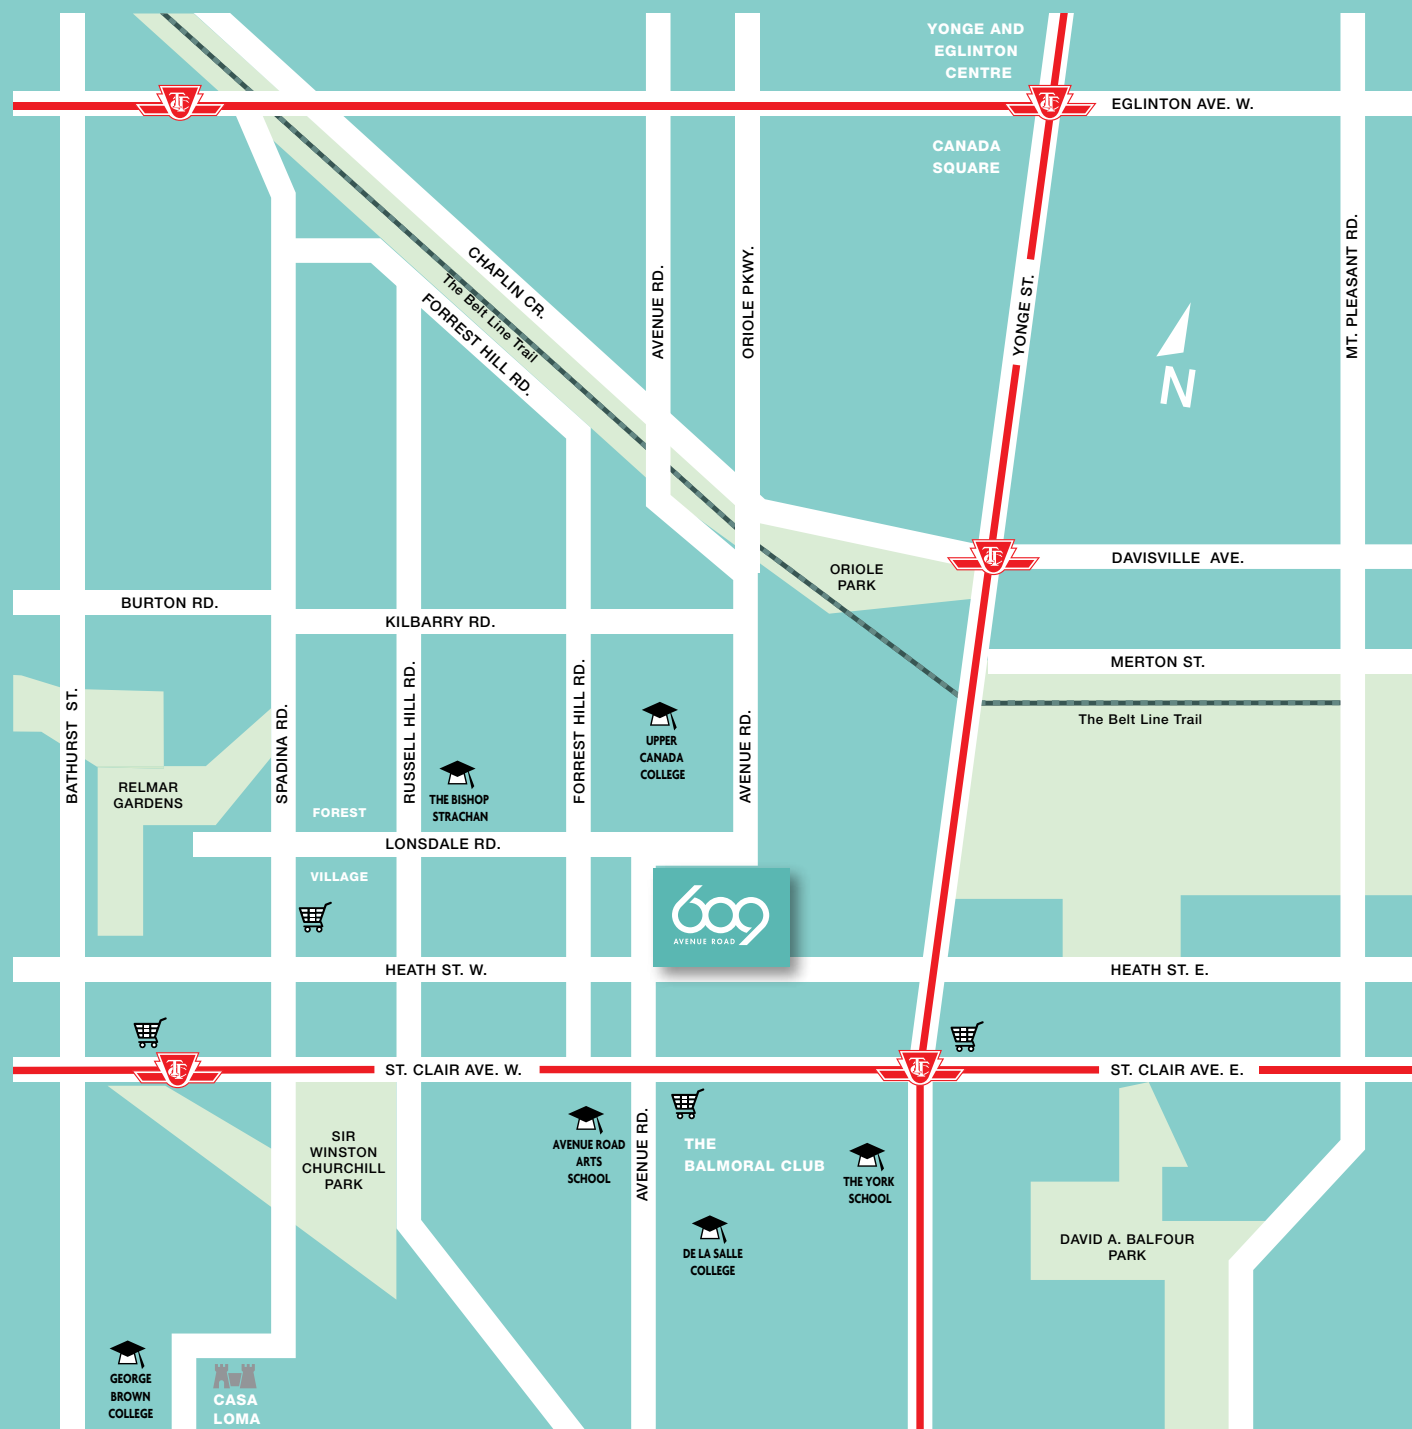 YONGE AND
EGLINTON
CENTRE
EGLINTON AVE. W.
CANADA
SQUARE
CHAPLIN CR.
The Belt Line Trail
FORREST HILL RD.
AVENUE RD.
ORIOLE PKWY.
YONGE ST.
MT. PLEASANT RD.
N
DAVISVILLE AVE.
ORIOLE
PARK
BURTON RD.
KILBARRY RD.
MERTON ST.
The Belt Line Trail
BATHURST ST.
SPADINA RD.
RUSSELL HILL RD.
FORREST HILL RD.
AVENUE RD.
UPPER
CANADA
COLLEGE
RELMAR
GARDENS
THE BISHOP
STRACHAN
FOREST
VILLAGE
LONSDALE RD.
609
AVENUE ROAD
HEATH ST. W.
HEATH ST. E.
ST. CLAIR AVE. W.
ST. CLAIR AVE. E.
SIR
WINSTON
CHURCHILL
PARK
AVENUE ROAD
ARTS
SCHOOL
AVENUE RD.
THE
BALMORAL CLUB
THE YORK
SCHOOL
DE LA SALLE
COLLEGE
DAVID A. BALFOUR
PARK
GEORGE
BROWN
COLLEGE
CASA
LOMA
TTC
TTC
TTC
TTC
TTC